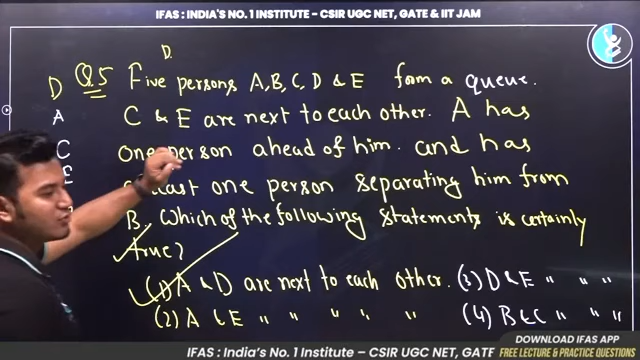 IFAS: INDIA'S NO. 1 INSTITUTE – CSIR UGC NET, GATE & IIT JAM
D.
D Q.5 Five persons A,B,C,D & E form a queue.
A C & E are next to each other. A has
C one person ahead of him. and has
E least one person separating him from
B. Which of the following statements is certainly
true?
(1) A & D are next to each other. (3) D & E " " "
(2) A & E " " " " " (4) B & C " " "
DOWNLOAD IFAS APP
IFAS : India's No. 1 Institute – CSIR UGC NET, GATE FREE LECTURE & PRACTICE QUESTIONS